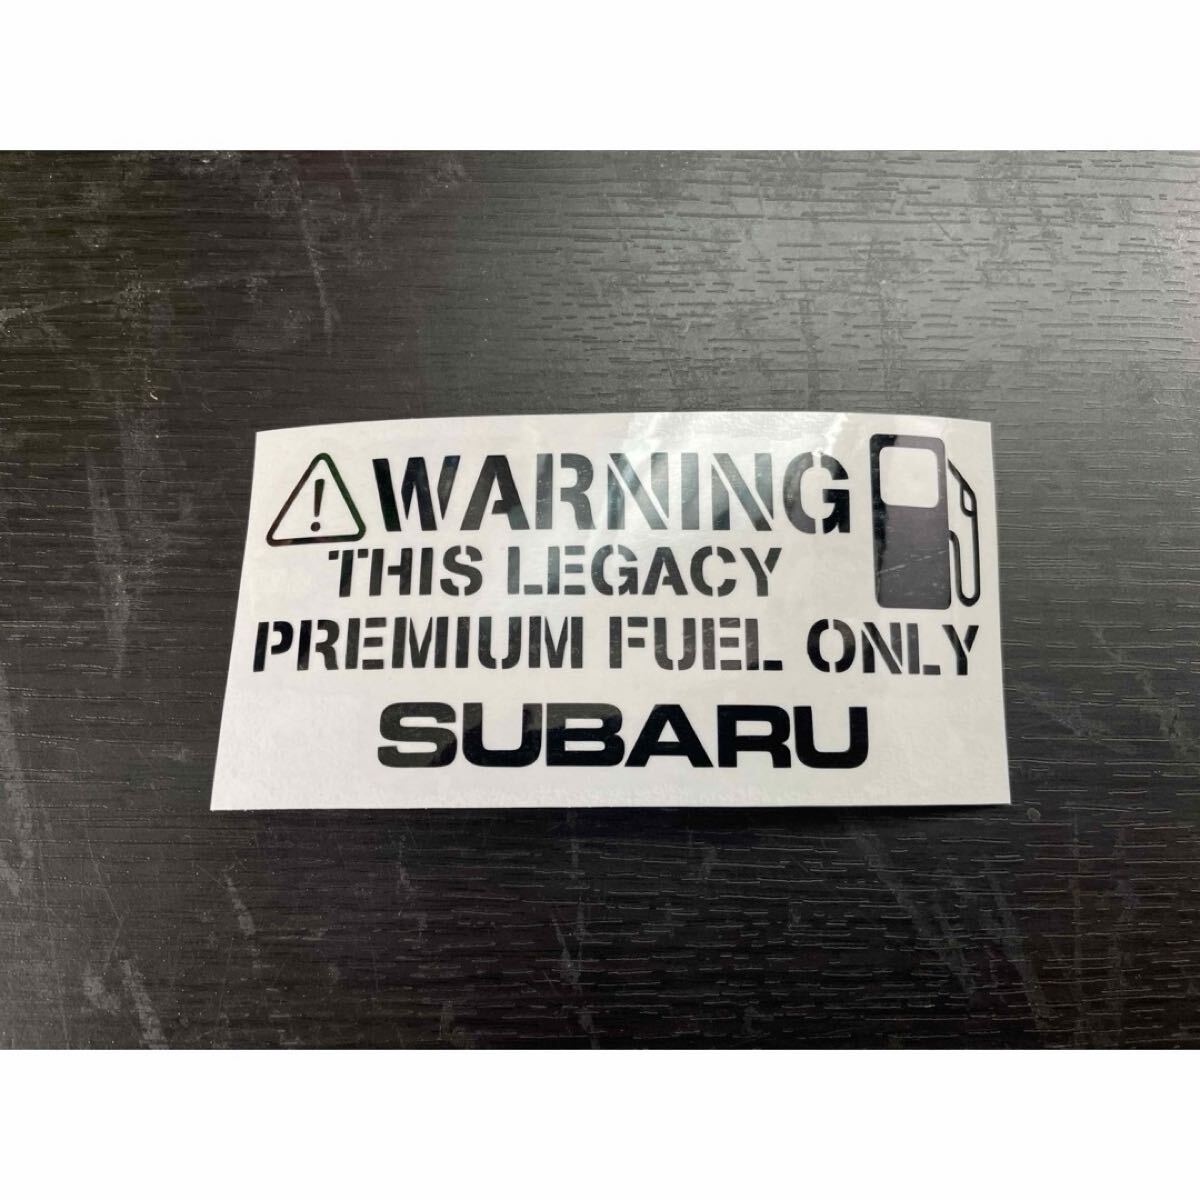 WARNING
THIS LEGACY
PREMIUM FUEL ONLY
SUBARU